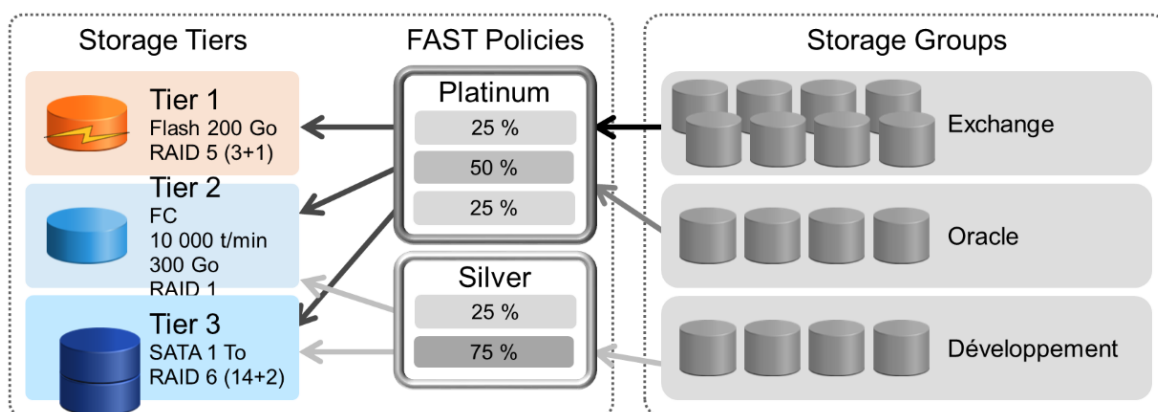 Storage Tiers
FAST Policies
Storage Groups
Tier 1
Flash 200 Go
RAID 5 (3+1)
Tier 2
FC
10 000 t/min
300 Go
RAID 1
Tier 3
SATA 1 To
RAID 6 (14+2)
Platinum
25 %
50 %
25 %
Silver
25 %
75 %
Exchange
Oracle
Développement